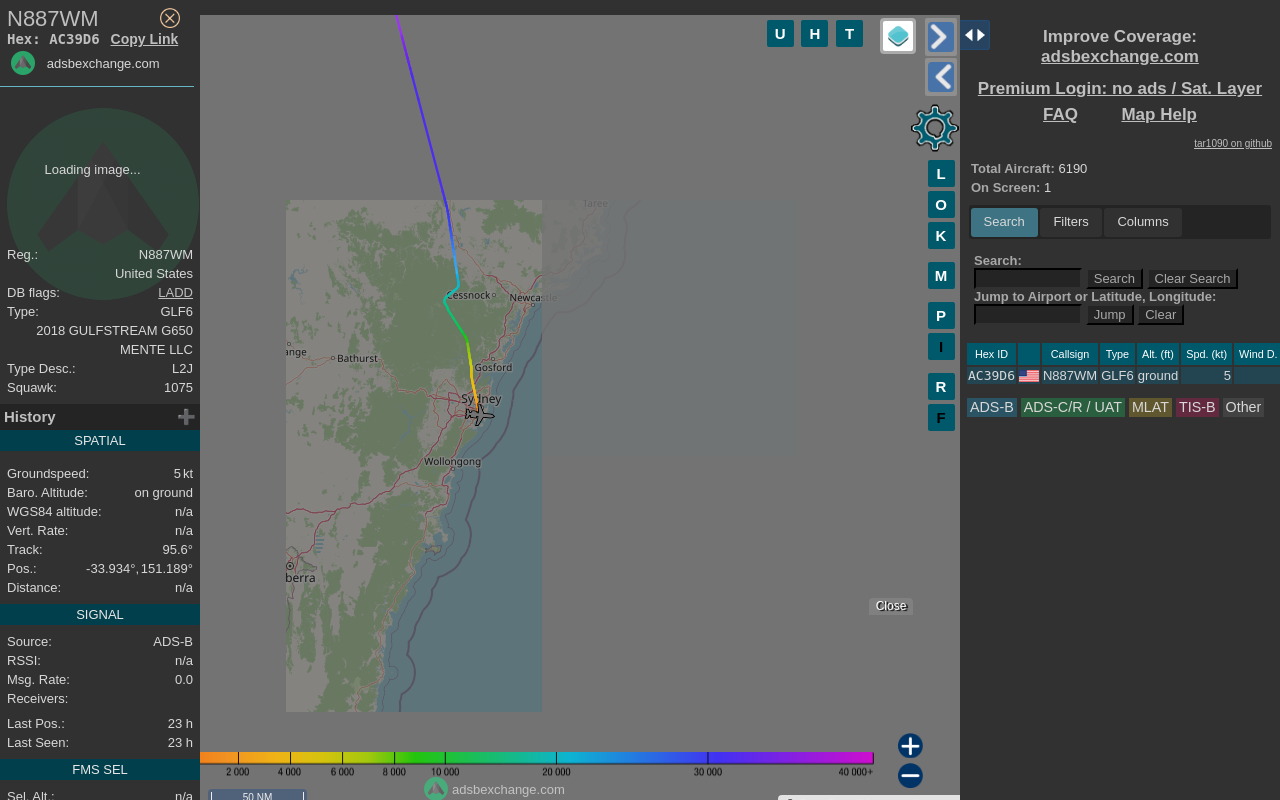 N887WM
Hex: AC39D6 Copy Link
adsbexchange.com
Loading image...
Reg.: N887WM
United States
DB flags: LADD
Type: GLF6
2018 GULFSTREAM G650
MENTE LLC
Type Desc.: L2J
Squawk: 1075
History
SPATIAL
Groundspeed: 5 kt
Baro. Altitude: on ground
WGS84 altitude: n/a
Vert. Rate: n/a
Track: 95.6°
Pos.: -33.934°, 151.189°
Distance: n/a
SIGNAL
Source: ADS-B
RSSI: n/a
Msg. Rate: 0.0
Receivers:
Last Pos.: 23 h
Last Seen: 23 h
FMS SEL
Sel. Alt.: n/a
U H T
L
O
K
M
P
I
R
F
Taree
Cessnock
Newcastle
ange
Bathurst
Gosford
Sydney
Wollongong
berra
Close
2 000 4 000 6 000 8 000 10 000 20 000 30 000 40 000+
50 NM
adsbexchange.com
Improve Coverage:
adsbexchange.com
Premium Login: no ads / Sat. Layer
FAQ Map Help
tar1090 on github
Total Aircraft: 6190
On Screen: 1
Search Filters Columns
Search:
Search Clear Search
Jump to Airport or Latitude, Longitude:
Jump Clear
Hex ID Callsign Type Alt. (ft) Spd. (kt) Wind D.
AC39D6 N887WM GLF6 ground 5
ADS-B ADS-C/R / UAT MLAT TIS-B Other